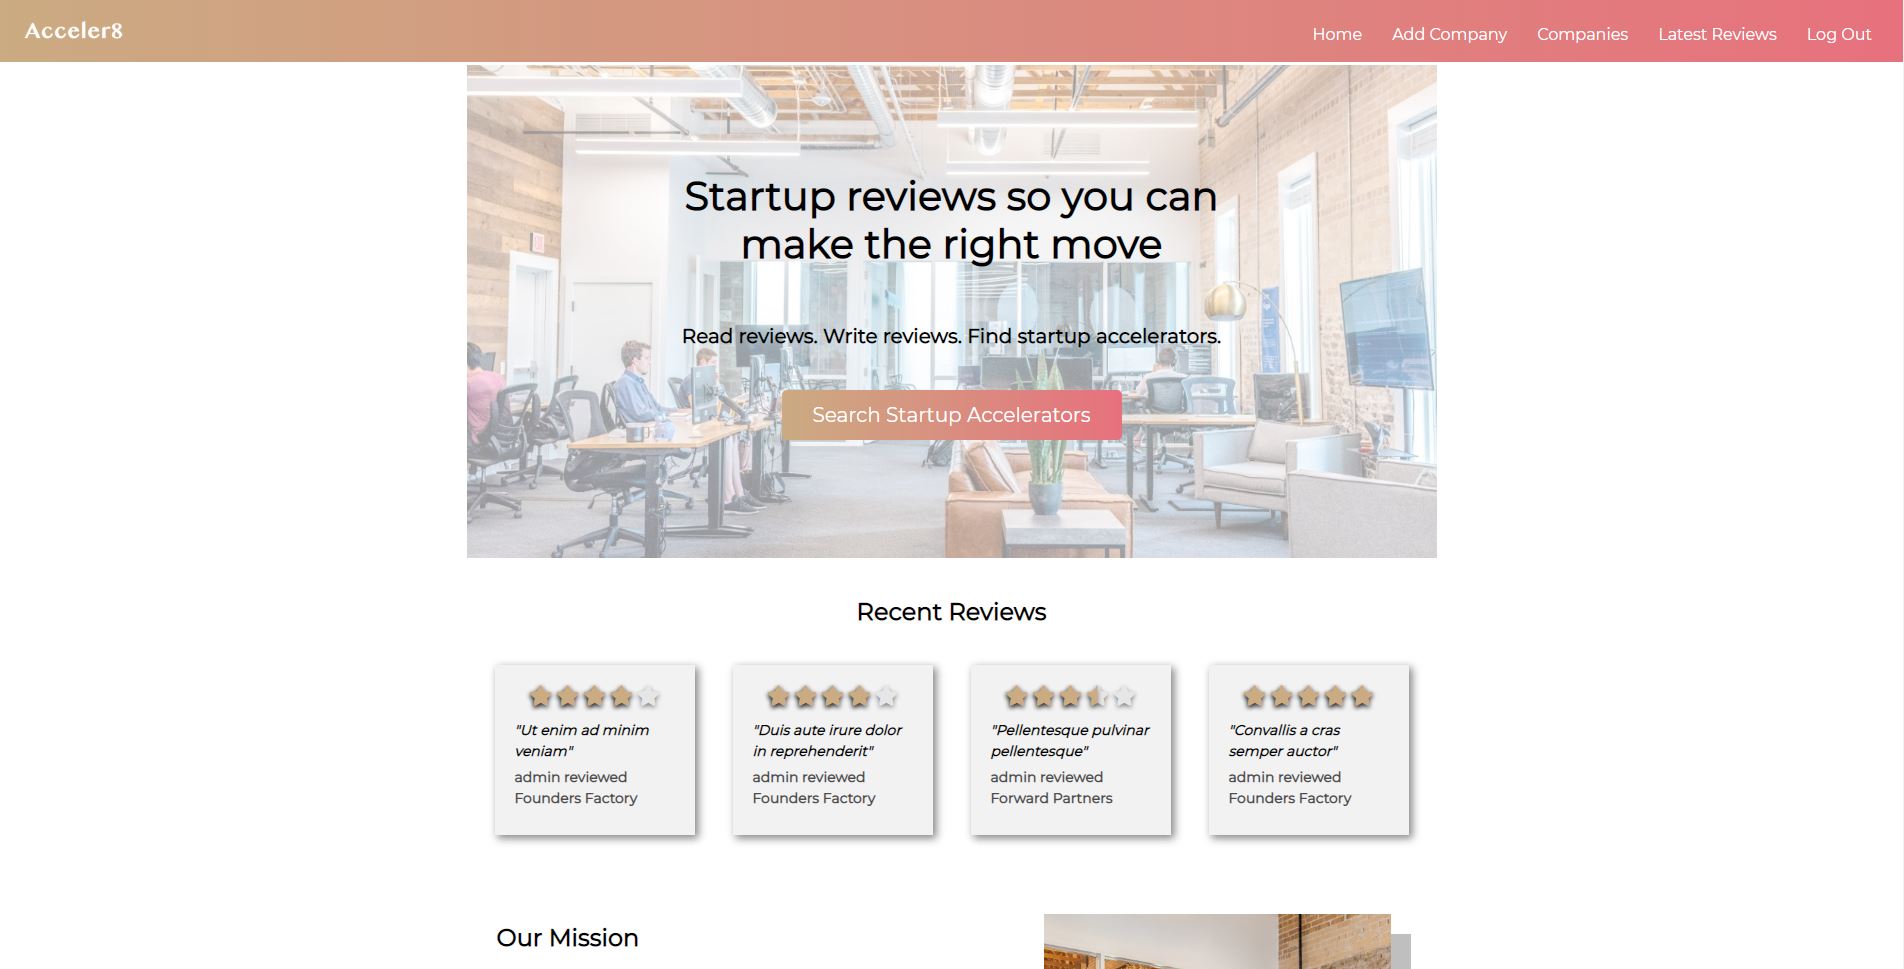 Acceler8
Home Add Company Companies Latest Reviews Log Out
Startup reviews so you can
make the right move
Read reviews. Write reviews. Find startup accelerators.
Search Startup Accelerators
Recent Reviews
"Ut enim ad minim
veniam"
admin reviewed
Founders Factory
"Duis aute irure dolor
in reprehenderit"
admin reviewed
Founders Factory
"Pellentesque pulvinar
pellentesque"
admin reviewed
Forward Partners
"Convallis a cras
semper auctor"
admin reviewed
Founders Factory
Our Mission